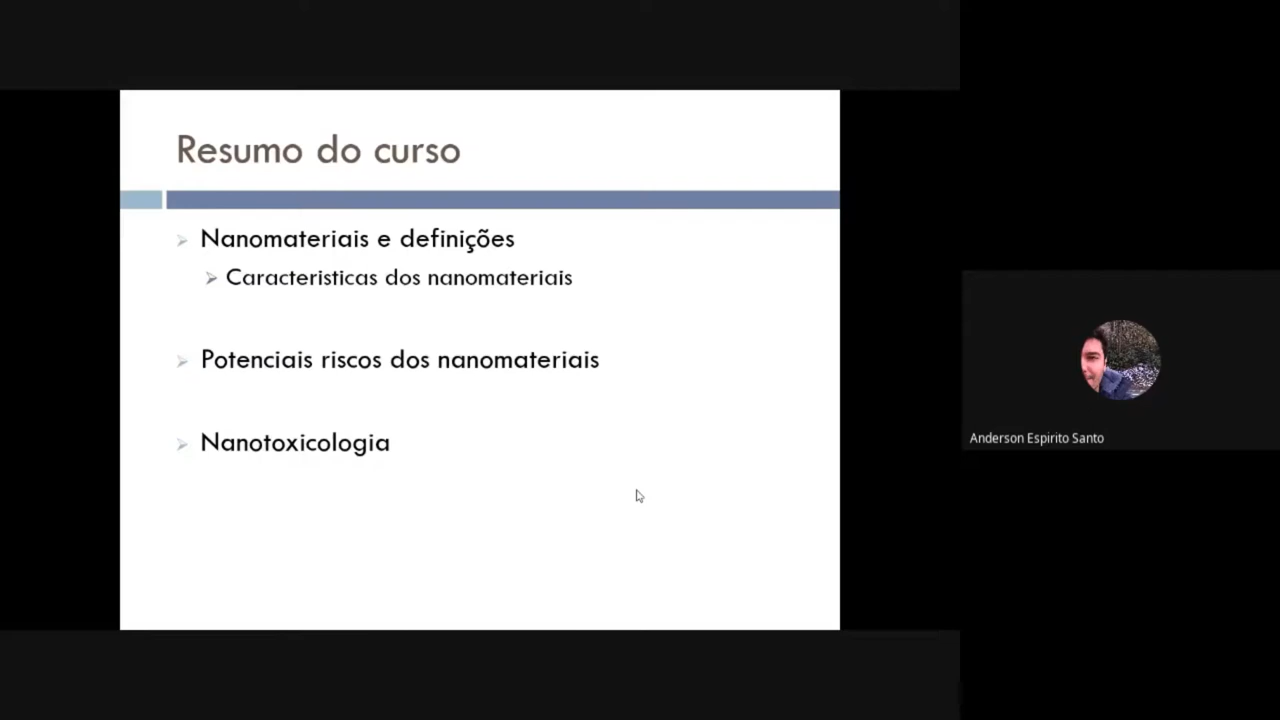 Resumo do curso
Nanomateriais e definições
Caracteristicas dos nanomateriais
Potenciais riscos dos nanomateriais
Nanotoxicologia
Anderson Espirito Santo